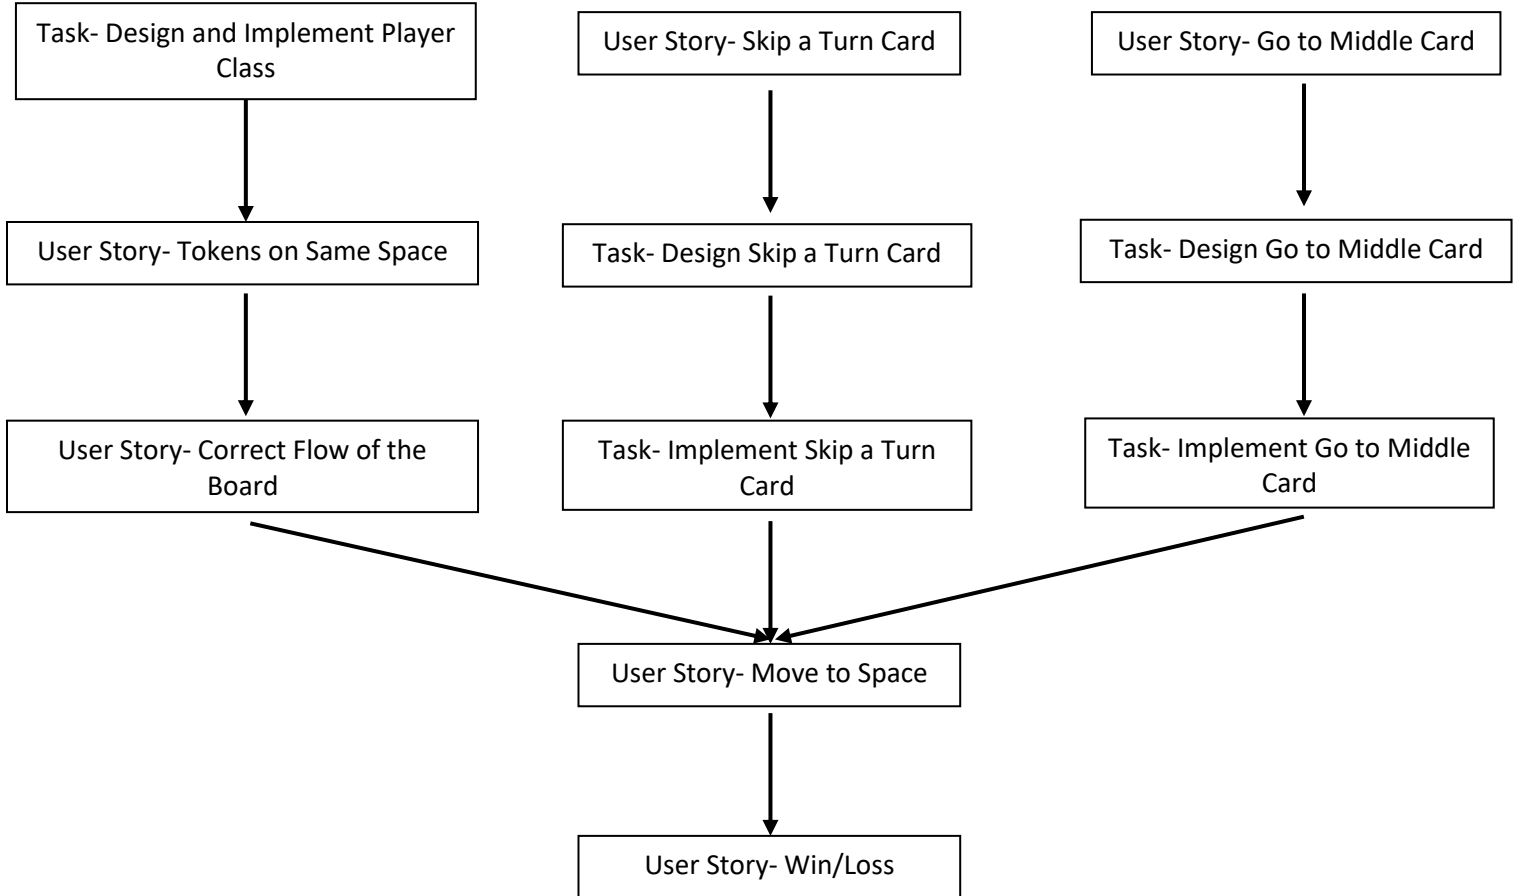 Task- Design and Implement Player
Class
User Story- Skip a Turn Card
User Story- Go to Middle Card
User Story- Tokens on Same Space
Task- Design Skip a Turn Card
Task- Design Go to Middle Card
User Story- Correct Flow of the
Board
Task- Implement Skip a Turn
Card
Task- Implement Go to Middle
Card
User Story- Move to Space
User Story- Win/Loss